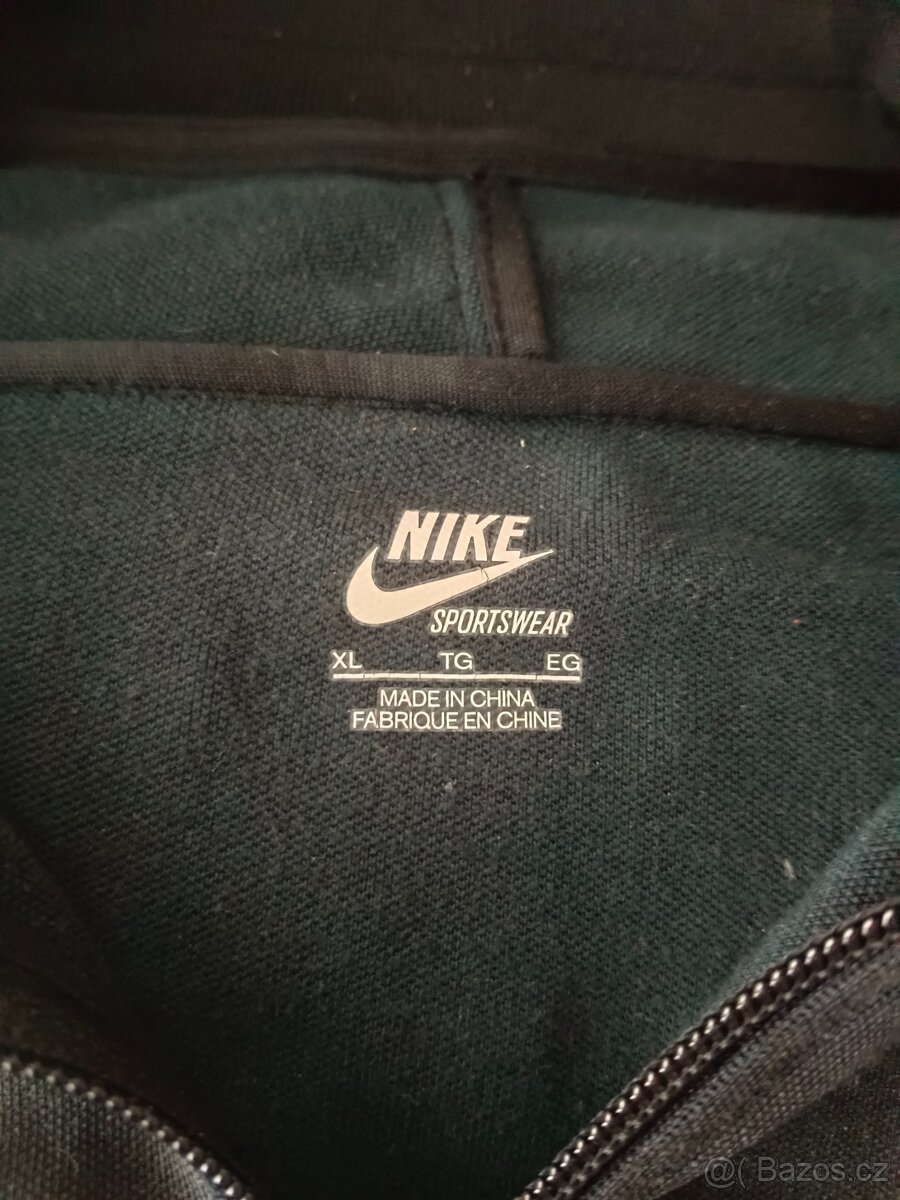 NIKE
SPORTSWEAR
XL TG EG
MADE IN CHINA
FABRIQUE EN CHINE
@( Bazos.cz